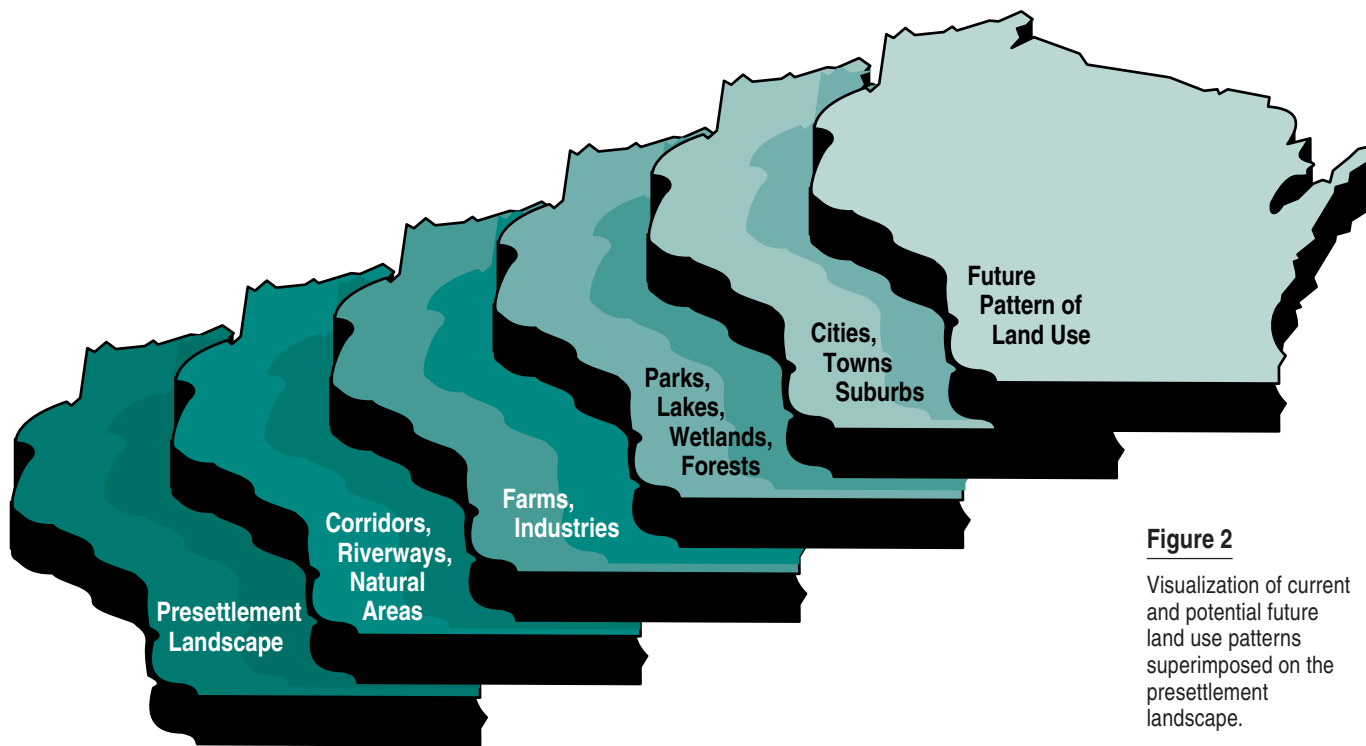 Presettlement
Landscape
Corridors,
Riverways,
Natural
Areas
Farms,
Industries
Parks,
Lakes,
Wetlands,
Forests
Cities,
Towns
Suburbs
Future
Pattern of
Land Use
Figure 2
Visualization of current
and potential future
land use patterns
superimposed on the
presettlement
landscape.